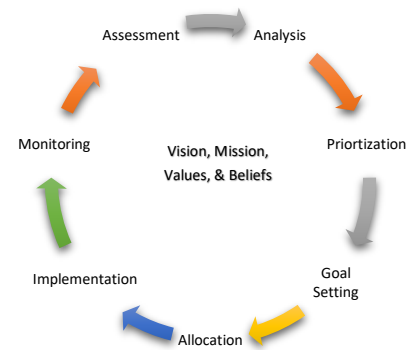 Assessment
Analysis
Priortization
Goal
Setting
Allocation
Implementation
Monitoring
Vision, Mission,
Values, & Beliefs